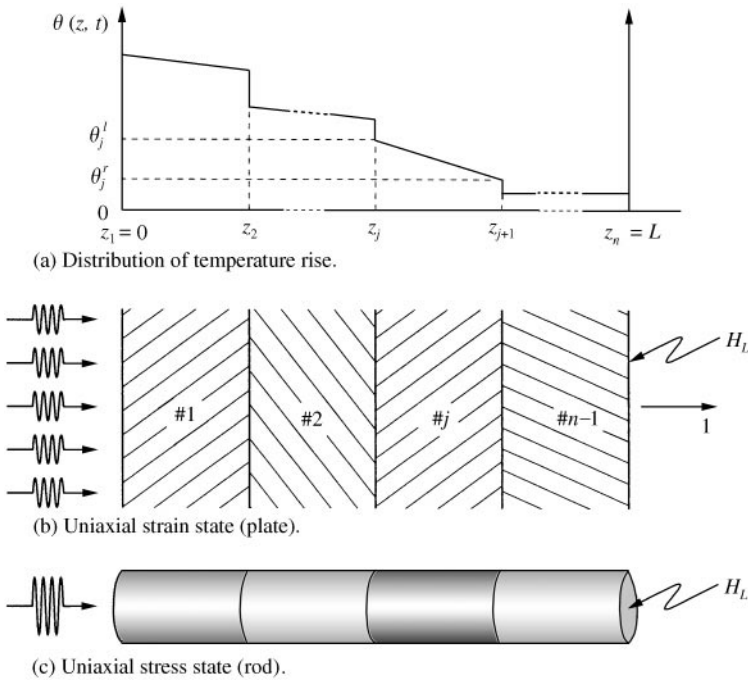 θ (z, t)
θ_j^l
θ_j^r
0
z_1 = 0
z_2
z_j
z_{j+1}
z_n = L
(a) Distribution of temperature rise.
H_L
#1
#2
#j
#n−1
1
(b) Uniaxial strain state (plate).
H_L
(c) Uniaxial stress state (rod).